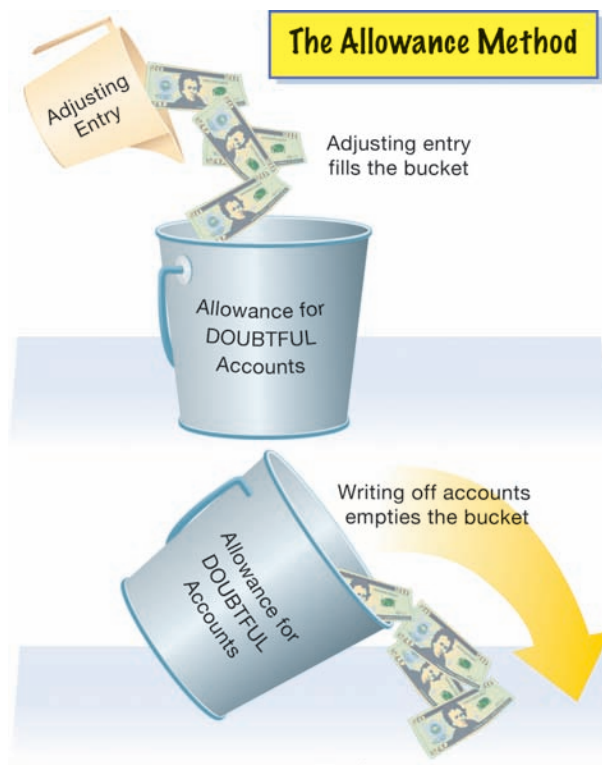 The Allowance Method
Adjusting
Entry
Adjusting entry
fills the bucket
Allowance for
DOUBTFUL
Accounts
Writing off accounts
empties the bucket
Allowance for
DOUBTFUL
Accounts